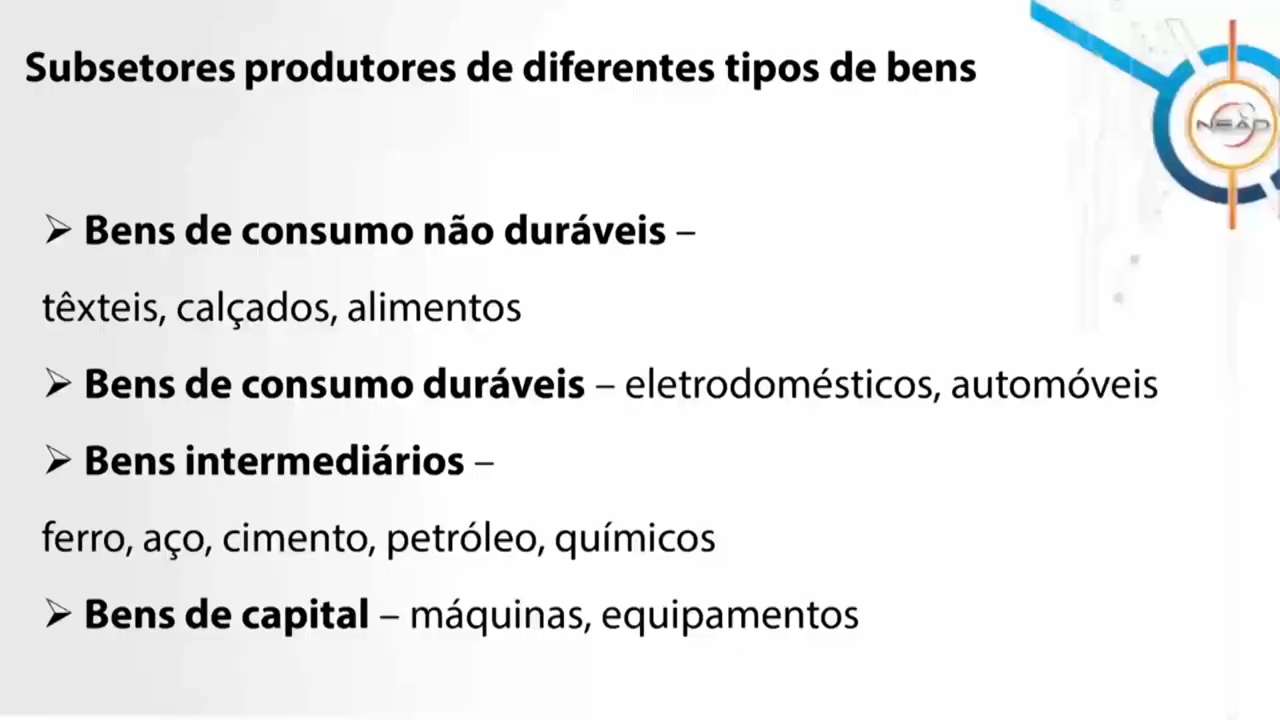 Subsetores produtores de diferentes tipos de bens
NEAD
➢ Bens de consumo não duráveis –
têxteis, calçados, alimentos
➢ Bens de consumo duráveis – eletrodomésticos, automóveis
➢ Bens intermediários –
ferro, aço, cimento, petróleo, químicos
➢ Bens de capital – máquinas, equipamentos